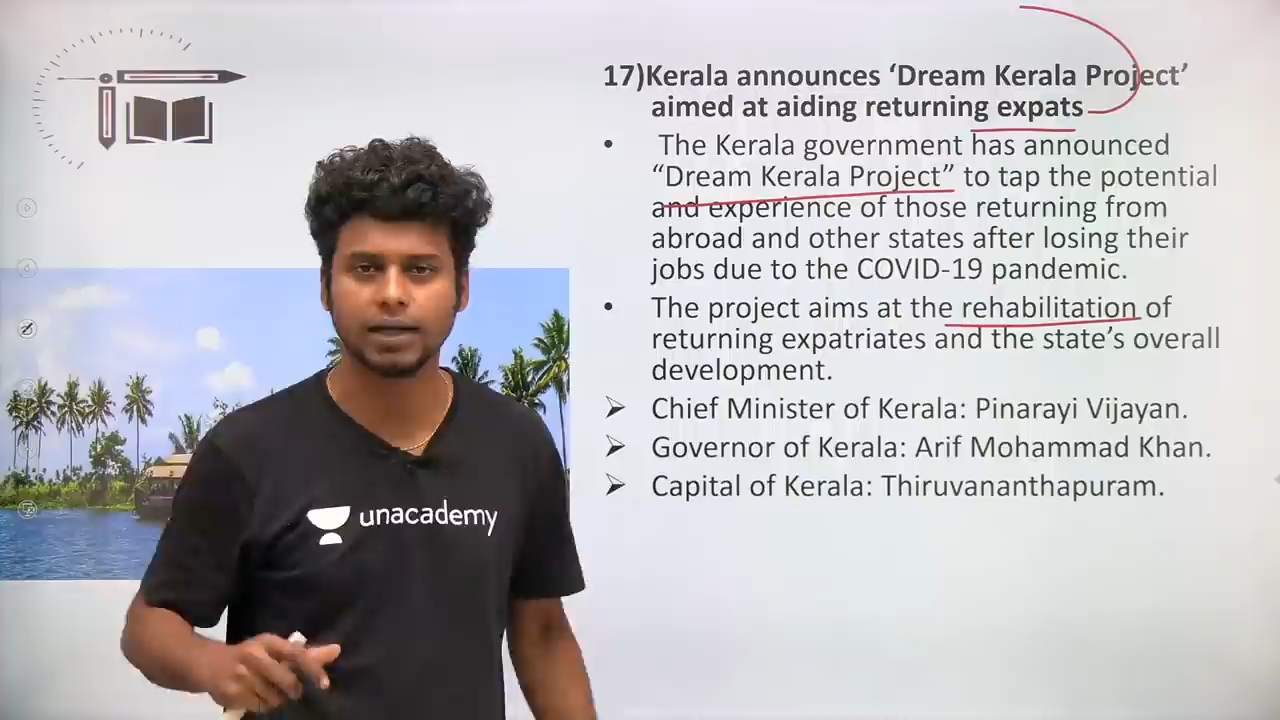 17)Kerala announces ‘Dream Kerala Project’
aimed at aiding returning expats
• The Kerala government has announced
“Dream Kerala Project” to tap the potential
and experience of those returning from
abroad and other states after losing their
jobs due to the COVID-19 pandemic.
• The project aims at the rehabilitation of
returning expatriates and the state’s overall
development.
➢ Chief Minister of Kerala: Pinarayi Vijayan.
➢ Governor of Kerala: Arif Mohammad Khan.
➢ Capital of Kerala: Thiruvananthapuram.
unacademy